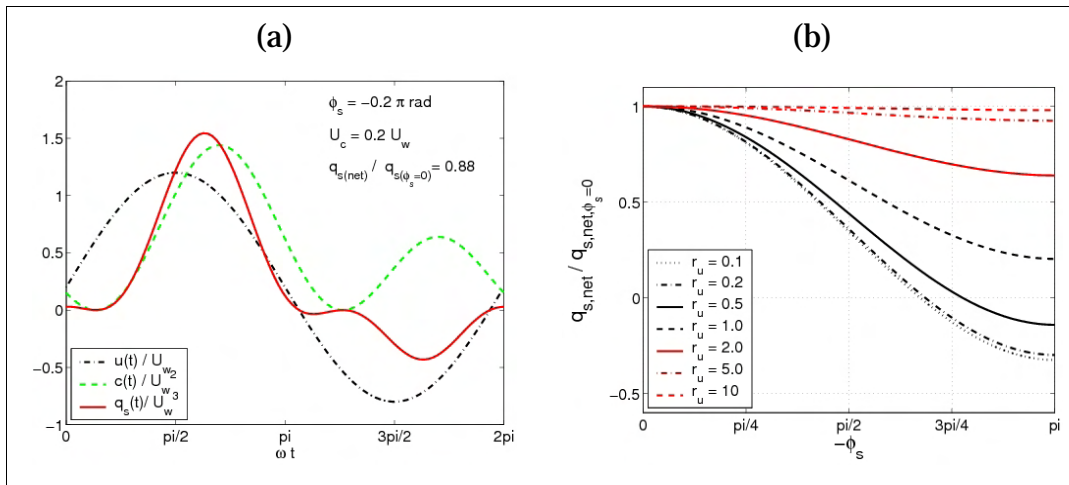 (a)
2
1.5
1
0.5
0
−0.5
−1
ϕs = −0.2 π rad
Uc = 0.2 Uw
qs(net) / qs(ϕs=0) = 0.88
u(t) / Uw
c(t) / Uw2
qs(t)/ Uw3
0
pi/2
pi
3pi/2
2pi
ω t
(b)
qs,net / qs,net,ϕs=0
1
0.5
0
−0.5
ru = 0.1
ru = 0.2
ru = 0.5
ru = 1.0
ru = 2.0
ru = 5.0
ru = 10
0
pi/4
pi/2
3pi/4
pi
−ϕs